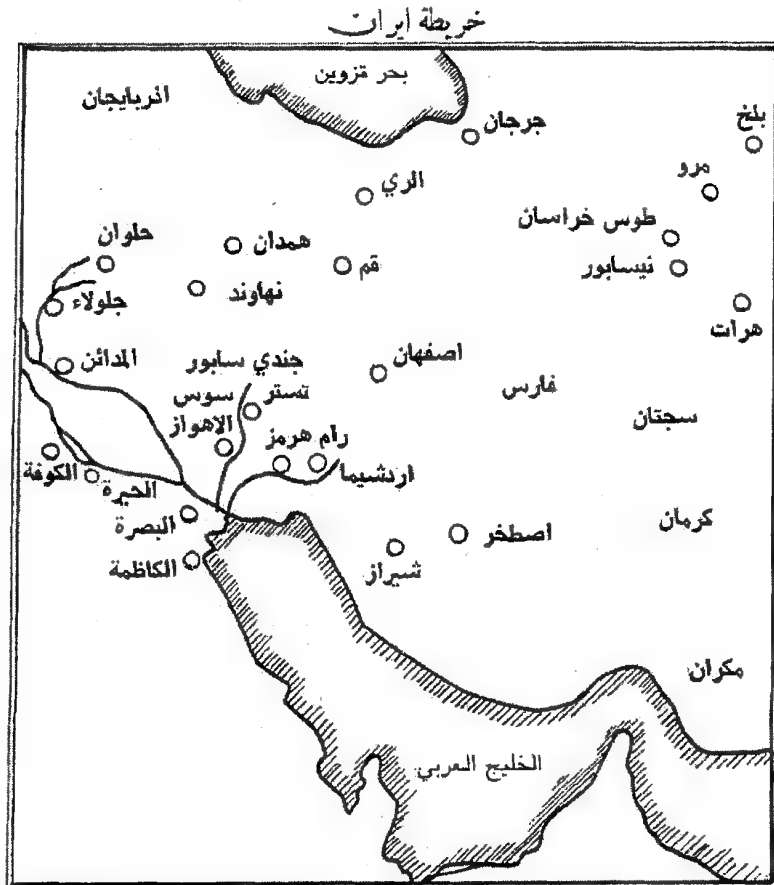 خريطة ايران
بحر قزوين
اذربايجان
جرجان
بلخ
مرو
الري
طوس خراسان
حلوان
همدان
قم
نيسابور
نهاوند
جلولاء
هرات
المدائن
جندي سابور
اصفهان
فارس
سوس
تستر
سجتان
الاهواز
رام هرمز
الكوفة
اردشيما
الحيرة
البصرة
كرمان
اصطخر
الكاظمة
شيراز
مكران
الخليج العربي